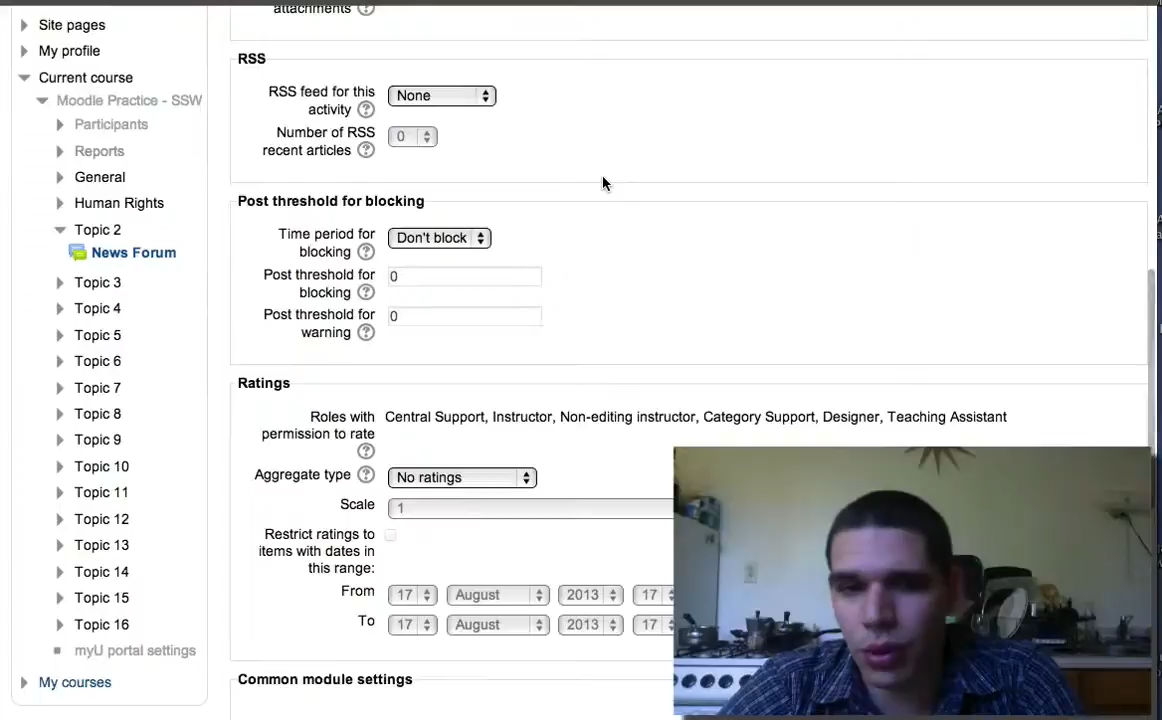 Site pages
My profile
Current course
Moodle Practice - SSW
Participants
Reports
General
Human Rights
Topic 2
News Forum
Topic 3
Topic 4
Topic 5
Topic 6
Topic 7
Topic 8
Topic 9
Topic 10
Topic 11
Topic 12
Topic 13
Topic 14
Topic 15
Topic 16
myU portal settings
My courses
attachments
RSS
RSS feed for this
activity
None
Number of RSS
recent articles
0
Post threshold for blocking
Time period for
blocking
Don't block
Post threshold for
blocking
0
Post threshold for
warning
0
Ratings
Roles with
permission to rate
Central Support, Instructor, Non-editing instructor, Category Support, Designer, Teaching Assistant
Aggregate type
No ratings
Scale
1
Restrict ratings to
items with dates in
this range:
From
17 August 2013 17
To
17 August 2013 17
Common module settings